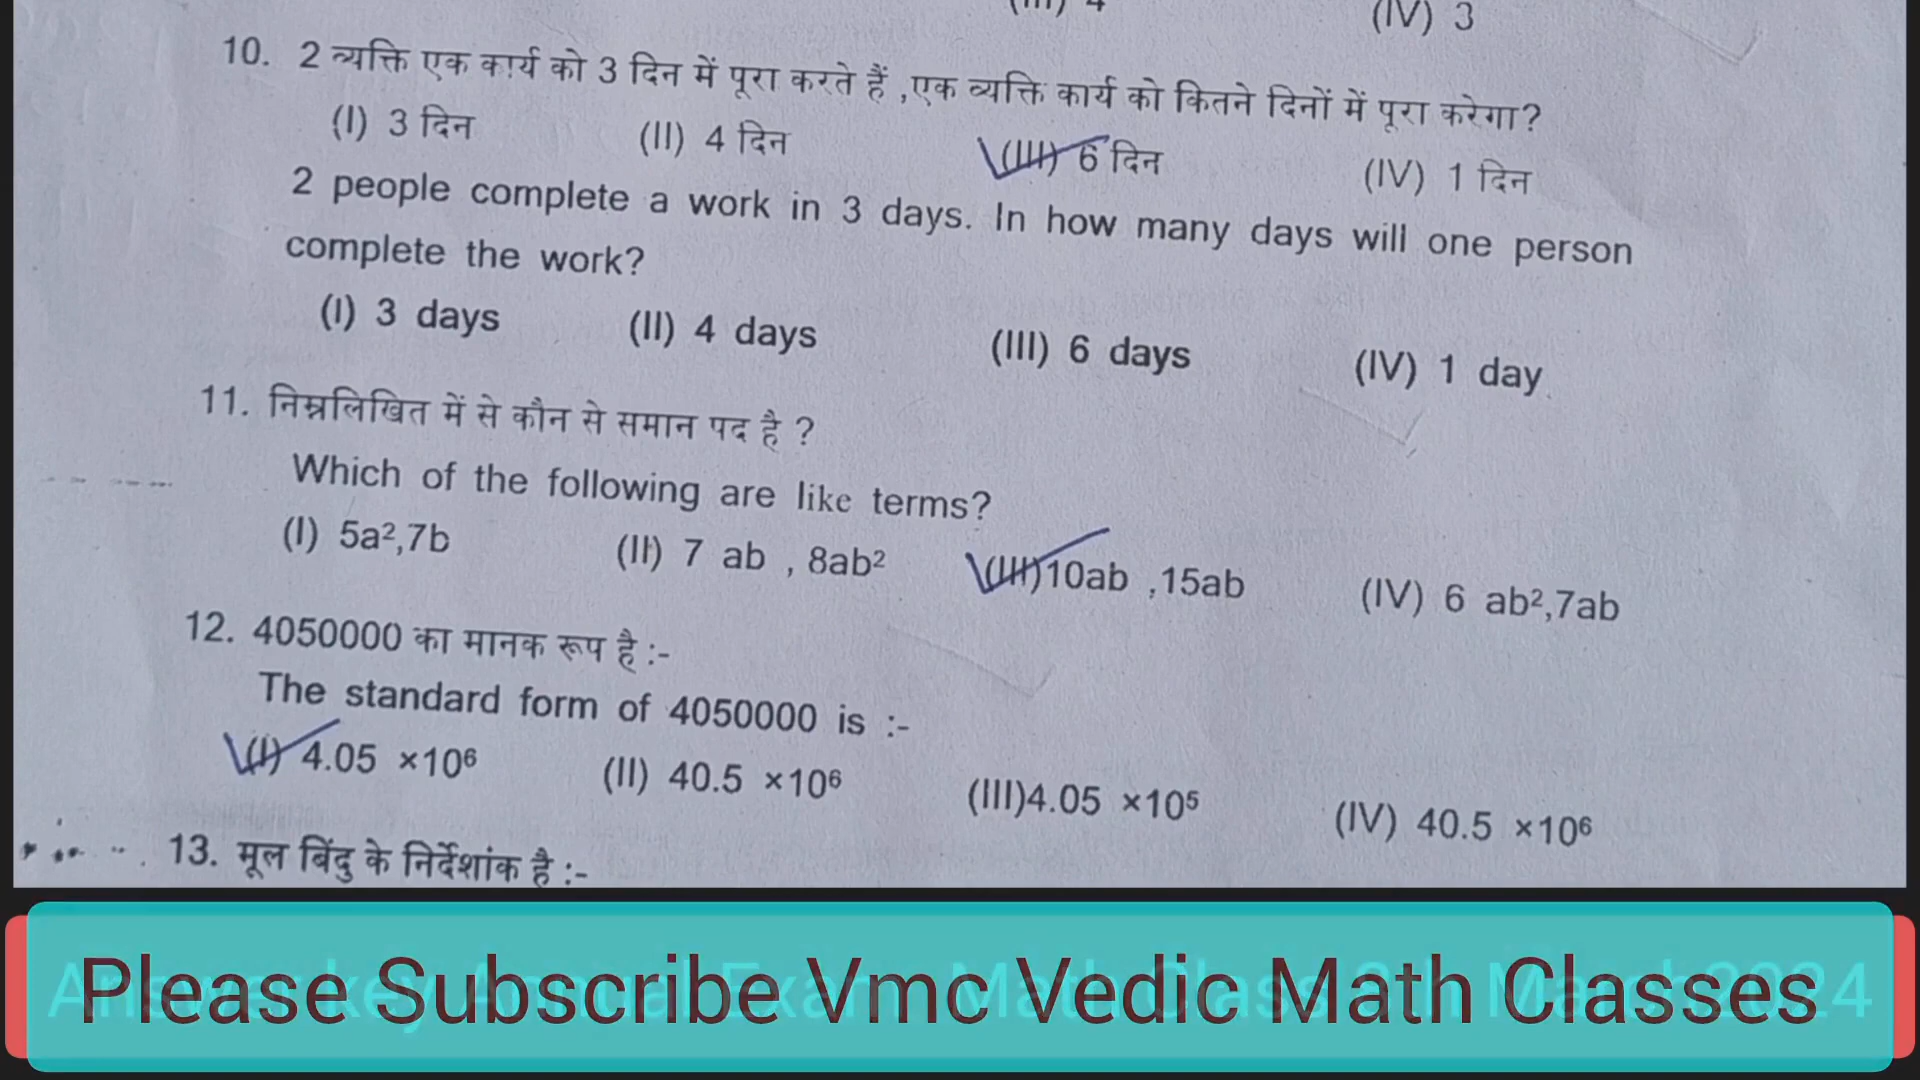 (IV) 3
10. 2 व्यक्ति एक कार्य को 3 दिन में पूरा करते हैं ,एक व्यक्ति कार्य को कितने दिनों में पूरा करेगा?
(I) 3 दिन (II) 4 दिन (III) 6 दिन (IV) 1 दिन
2 people complete a work in 3 days. In how many days will one person
complete the work?
(I) 3 days (II) 4 days (III) 6 days (IV) 1 day
11. निम्नलिखित में से कौन से समान पद है ?
Which of the following are like terms?
(I) 5a²,7b (II) 7 ab , 8ab² (III)10ab ,15ab (IV) 6 ab²,7ab
12. 4050000 का मानक रूप है :-
The standard form of 4050000 is :-
(I) 4.05 ×10⁶ (II) 40.5 ×10⁶ (III)4.05 ×10⁵ (IV) 40.5 ×10⁶
13. मूल बिंदु के निर्देशांक है :-
Please Subscribe Vmc Vedic Math Classes